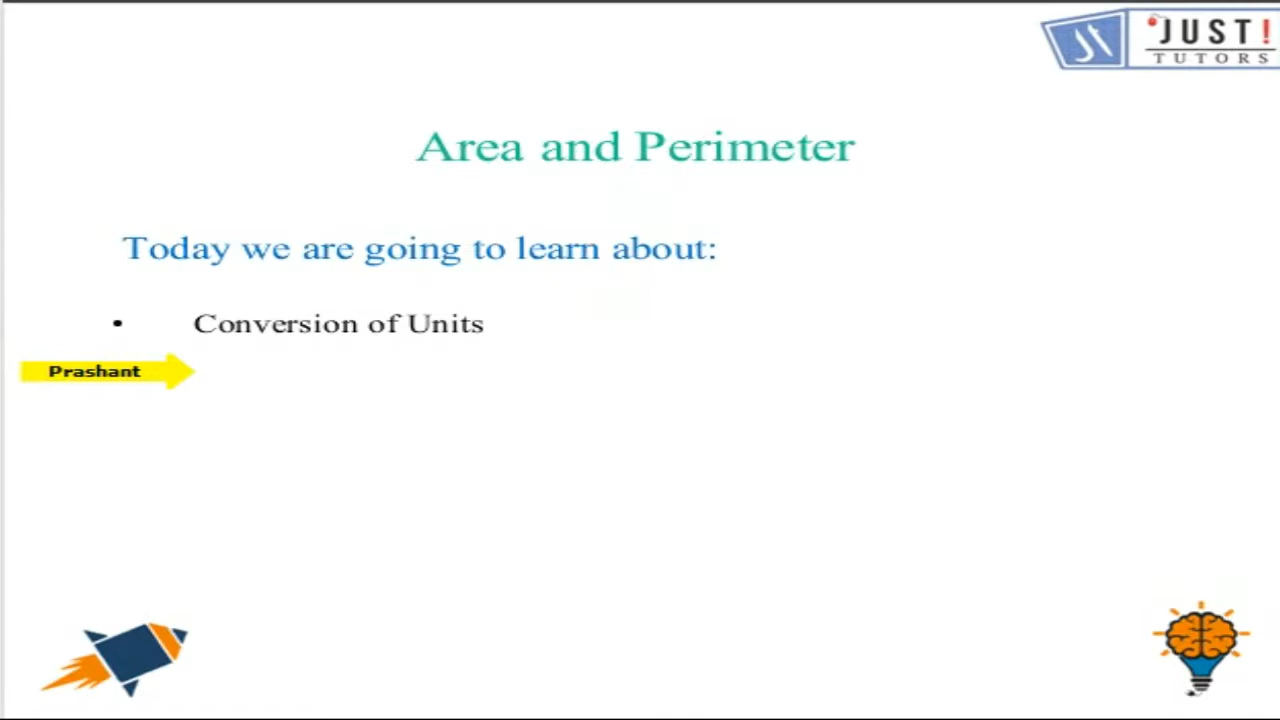 JUST!
TUTORS
Area and Perimeter
Today we are going to learn about:
• Conversion of Units
Prashant